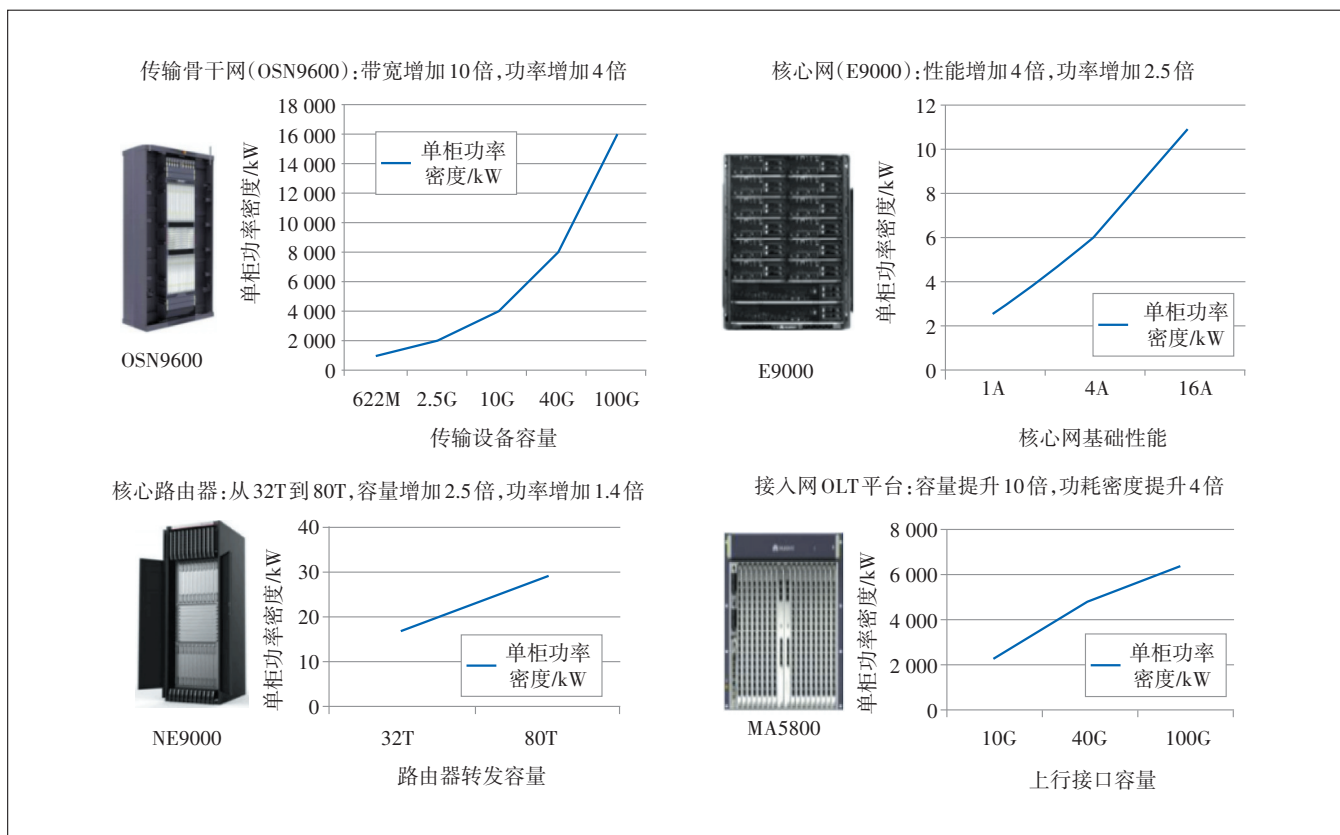 传输骨干网(OSN9600):带宽增加10倍,功率增加4倍
单柜功率密度/kW
18 000
16 000
14 000
12 000
10 000
8 000
6 000
4 000
2 000
0
单柜功率
密度/kW
622M 2.5G 10G 40G 100G
传输设备容量
OSN9600
核心网(E9000):性能增加4倍,功率增加2.5倍
单柜功率密度/kW
12
10
8
6
4
2
0
单柜功率
密度/kW
1A 4A 16A
核心网基础性能
E9000
核心路由器:从32T到80T,容量增加2.5倍,功率增加1.4倍
单柜功率密度/kW
40
30
20
10
0
单柜功率
密度/kW
32T 80T
路由器转发容量
NE9000
接入网OLT平台:容量提升10倍,功耗密度提升4倍
单柜功率密度/kW
8 000
6 000
4 000
2 000
0
单柜功率
密度/kW
10G 40G 100G
上行接口容量
MA5800